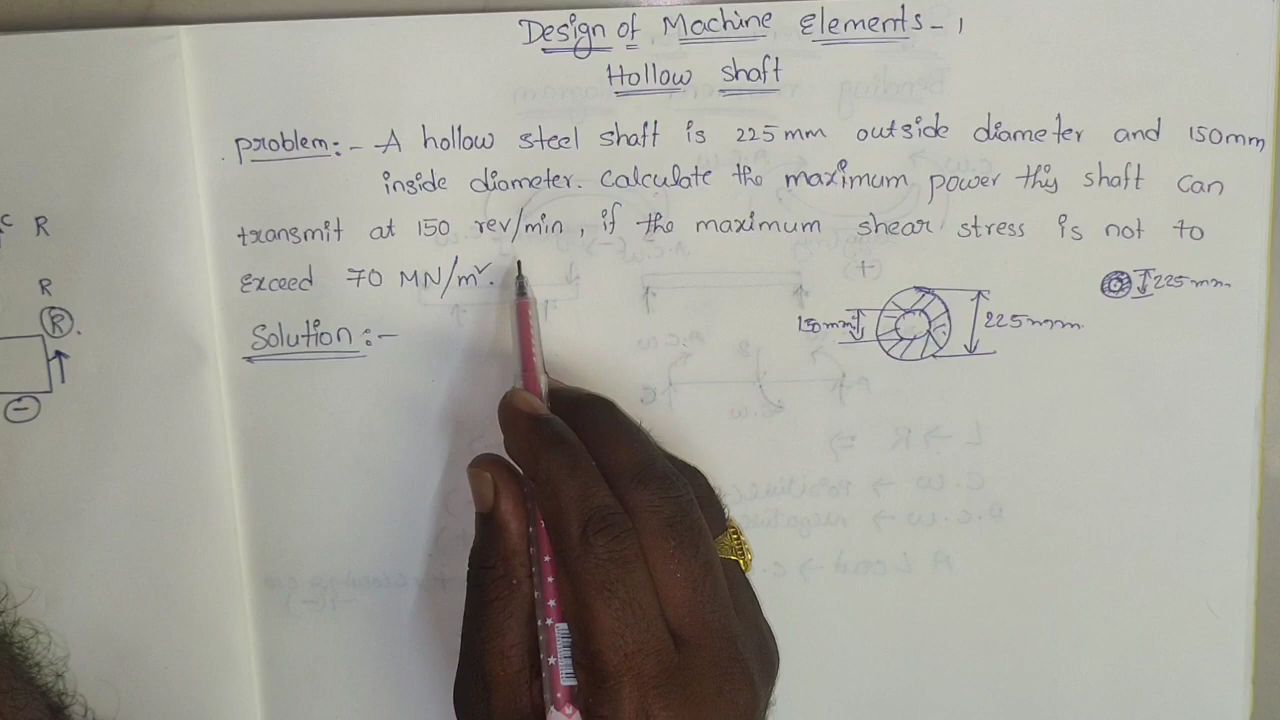 Design of Machine Elements - 1
Hollow shaft
problem:- A hollow steel shaft is 225mm outside diameter and 150mm
inside diameter. Calculate the maximum power this shaft can
transmit at 150 rev/min, if the maximum shear stress is not to
exceed 70 MN/m².
Solution:-
150mm
225mm
225mm
C R
R
R